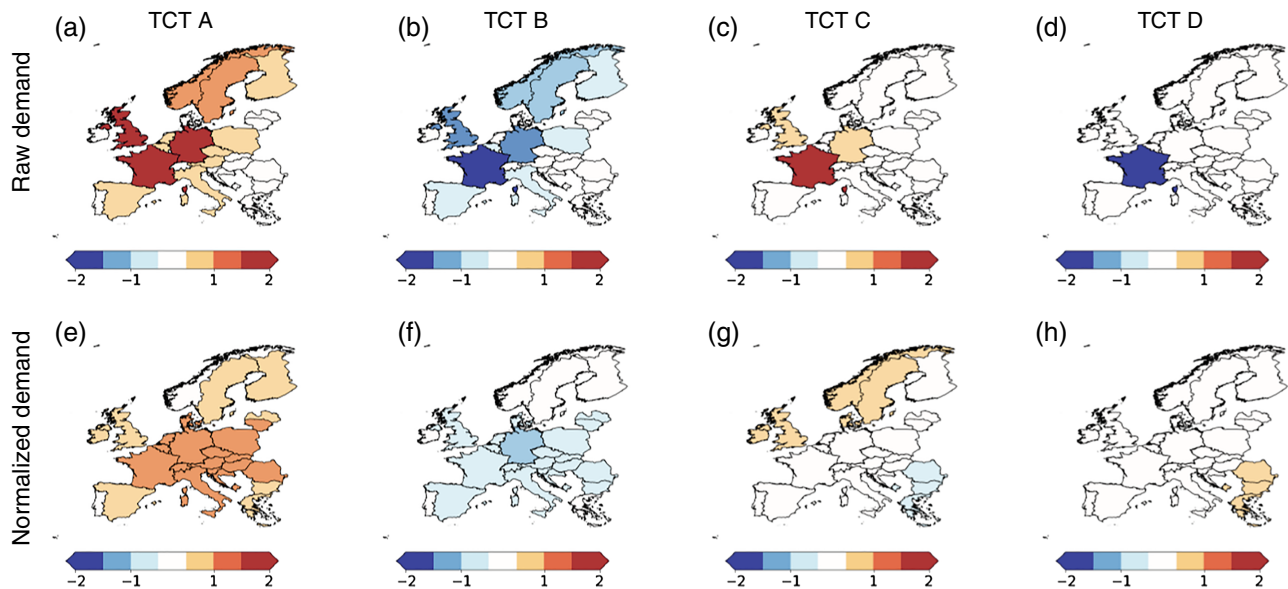 TCT A
TCT B
TCT C
TCT D
(a)
(b)
(c)
(d)
Raw demand
−2 −1 1 2
−2 −1 1 2
−2 −1 1 2
−2 −1 1 2
(e)
(f)
(g)
(h)
Normalized demand
−2 −1 1 2
−2 −1 1 2
−2 −1 1 2
−2 −1 1 2